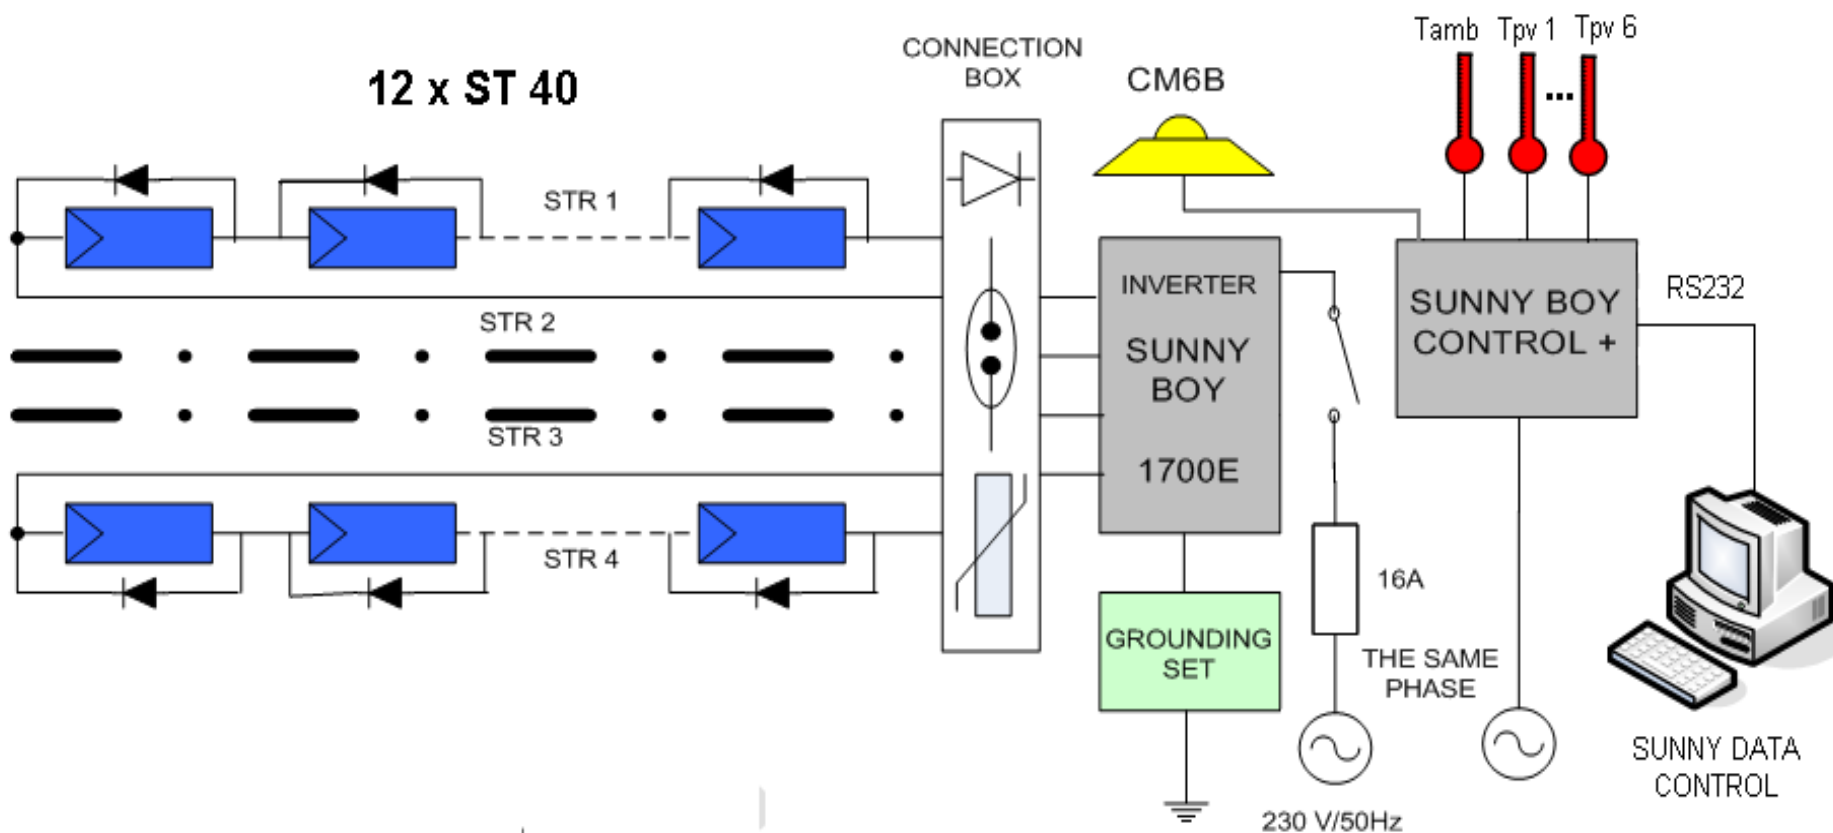 12 x ST 40
CONNECTION
BOX
CM6B
Tamb
Tpv 1
Tpv 6
STR 1
STR 2
STR 3
STR 4
INVERTER
SUNNY
BOY
1700E
SUNNY BOY
CONTROL +
RS232
16A
GROUNDING
SET
THE SAME
PHASE
230 V/50Hz
SUNNY DATA
CONTROL